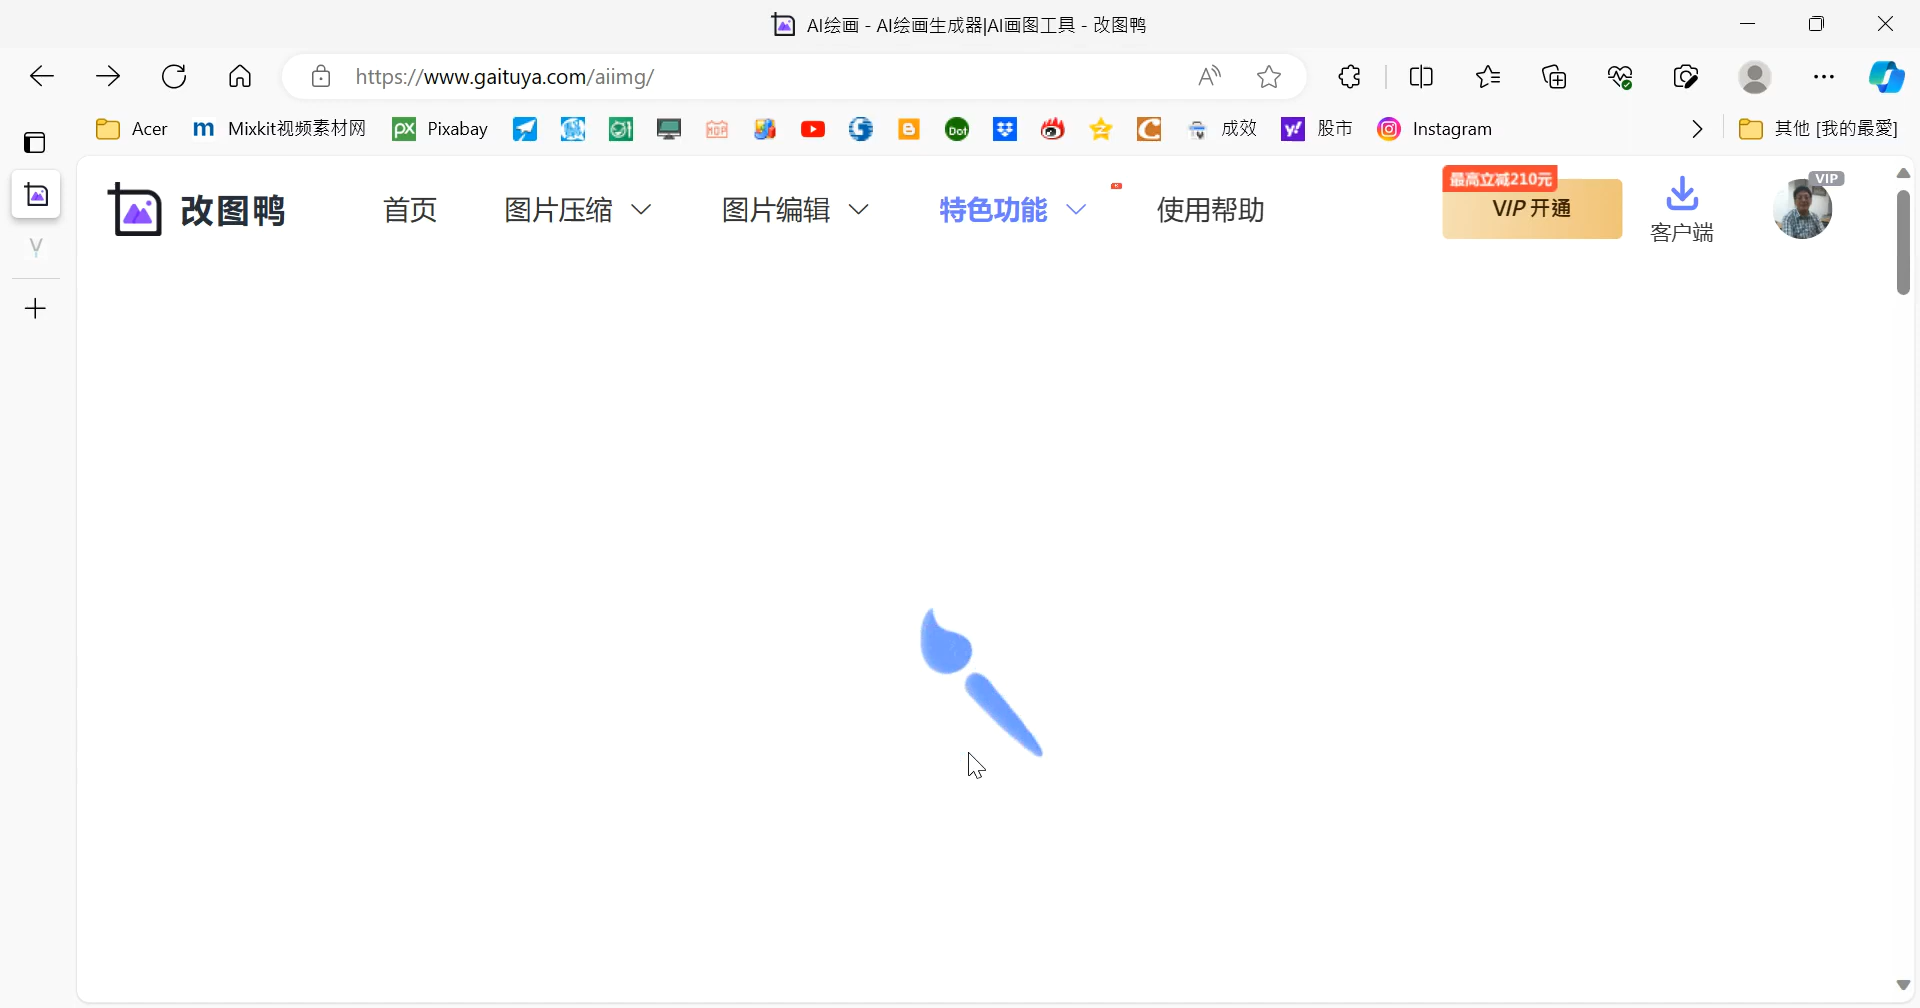 AI绘画 - AI绘画生成器|AI画图工具 - 改图鸭
https://www.gaituya.com/aiimg/
Acer
m Mixkit视频素材网
PX Pixabay
MOP
Dot
成效
y! 股市
Instagram
其他 [我的最愛]
改图鸭
首页
图片压缩
图片编辑
特色功能
使用帮助
最高立减210元
VIP 开通
客户端
VIP
Y